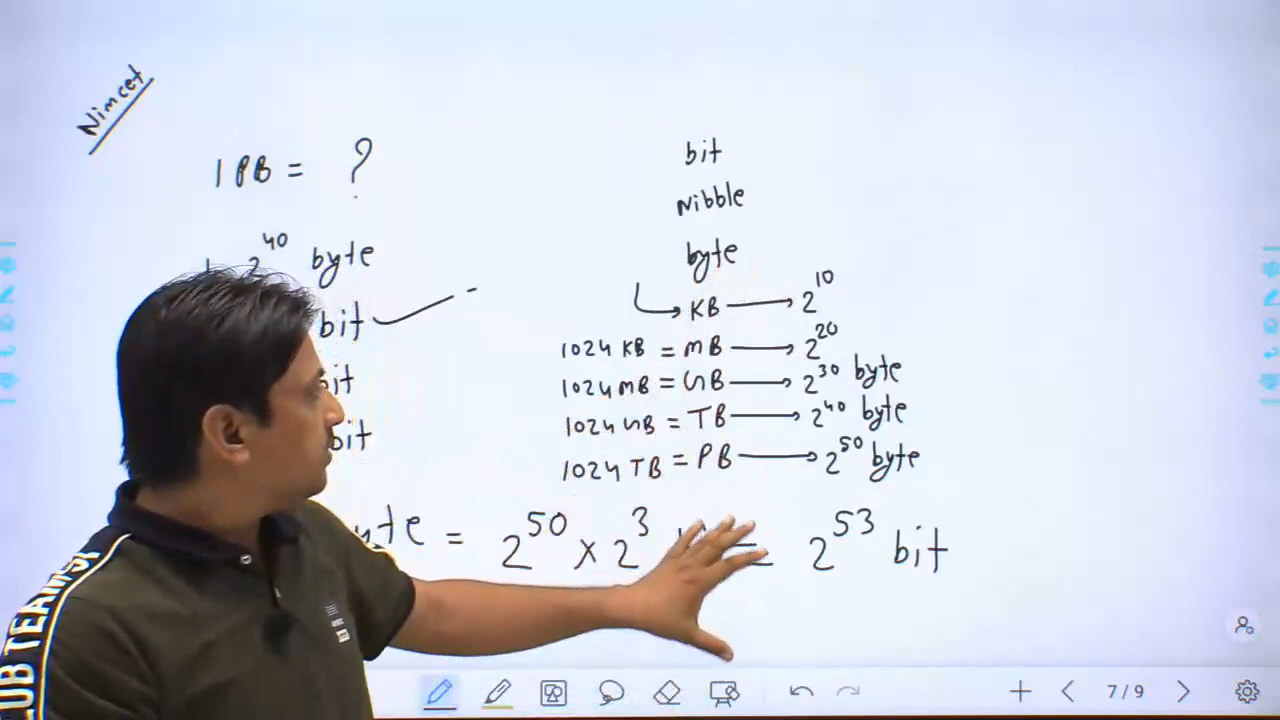 Nimcet
1 PB = ?
2^40 byte
bit
bit
bit
bit
Nibble
byte
KB → 2^10
1024 KB = MB → 2^20
1024 MB = GB → 2^30 byte
1024 GB = TB → 2^40 byte
1024 TB = PB → 2^50 byte
= 2^50 × 2^3 = 2^53 bit
7 / 9